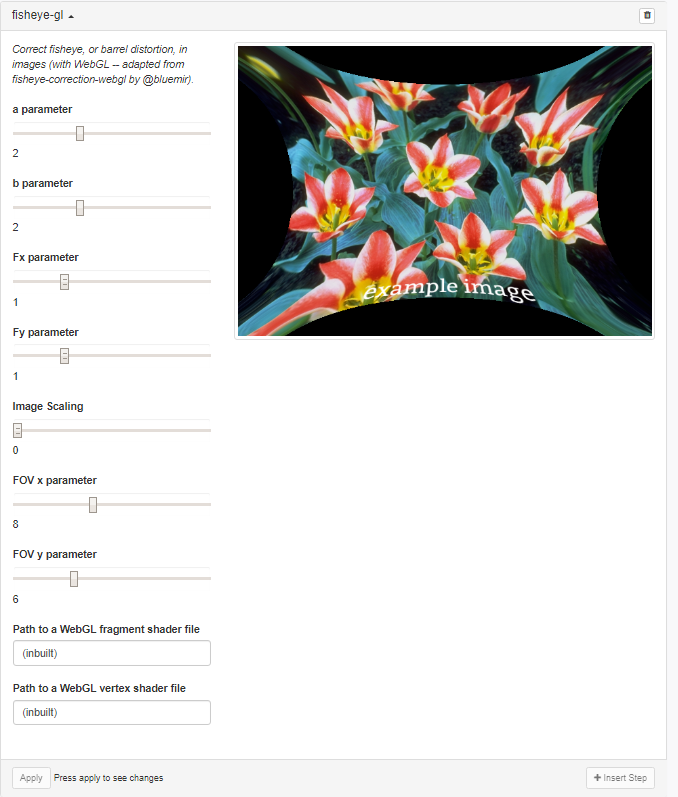 fisheye-gl
Correct fisheye, or barrel distortion, in
images (with WebGL -- adapted from
fisheye-correction-webgl by @bluemir).
a parameter
2
b parameter
2
Fx parameter
1
Fy parameter
1
Image Scaling
0
FOV x parameter
8
FOV y parameter
6
Path to a WebGL fragment shader file
(inbuilt)
Path to a WebGL vertex shader file
(inbuilt)
example image
Apply Press apply to see changes
+ Insert Step